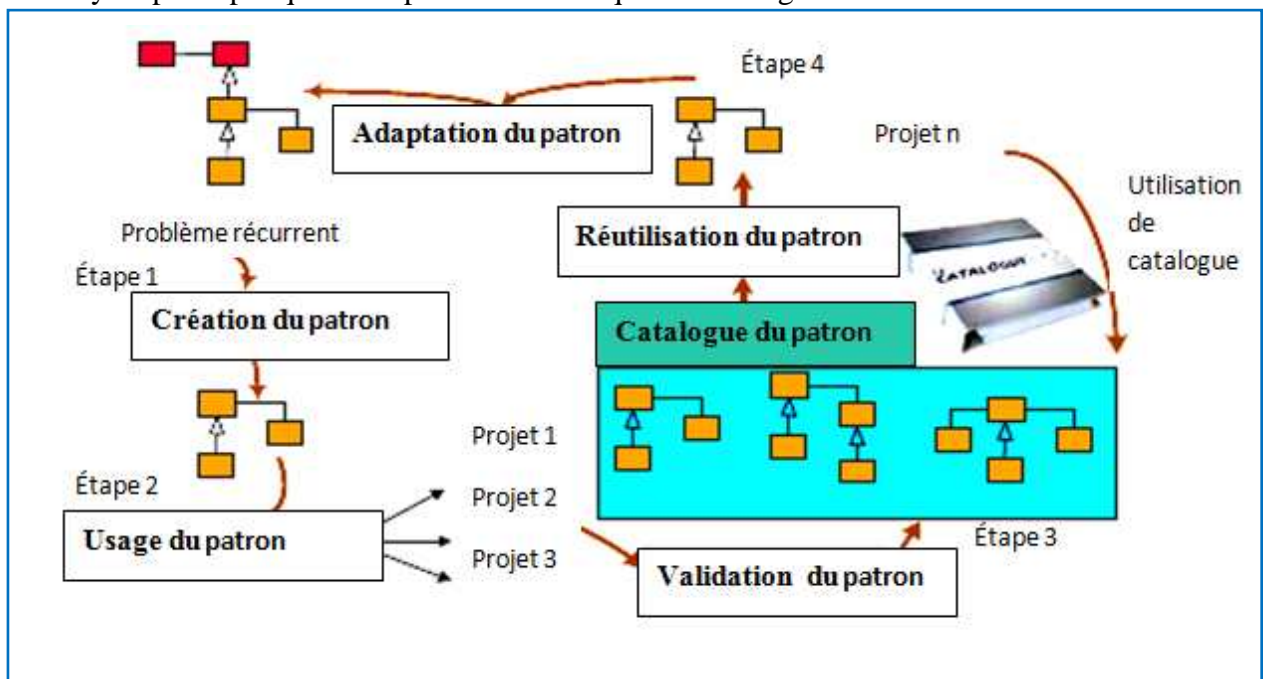 Étape 4
Adaptation du patron
Projet n
Utilisation
de
catalogue
Problème récurrent
Réutilisation du patron
CATALOGUE
Étape 1
Création du patron
Catalogue du patron
Projet 1
Étape 2
Projet 2
Usage du patron
Projet 3
Étape 3
Validation du patron